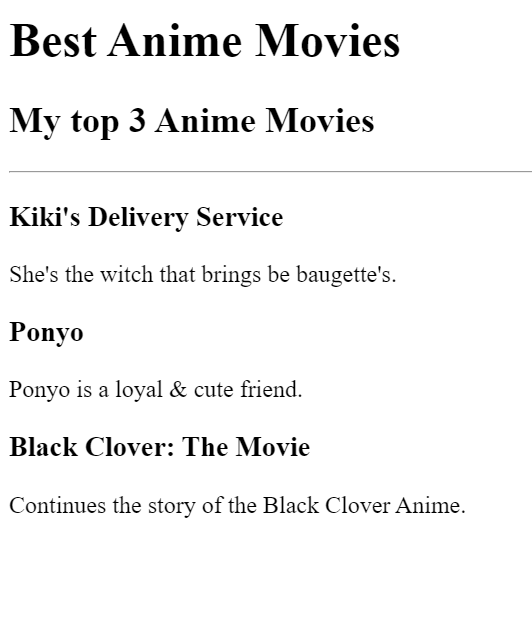 Best Anime Movies
My top 3 Anime Movies
Kiki's Delivery Service
She's the witch that brings be baugette's.
Ponyo
Ponyo is a loyal & cute friend.
Black Clover: The Movie
Continues the story of the Black Clover Anime.